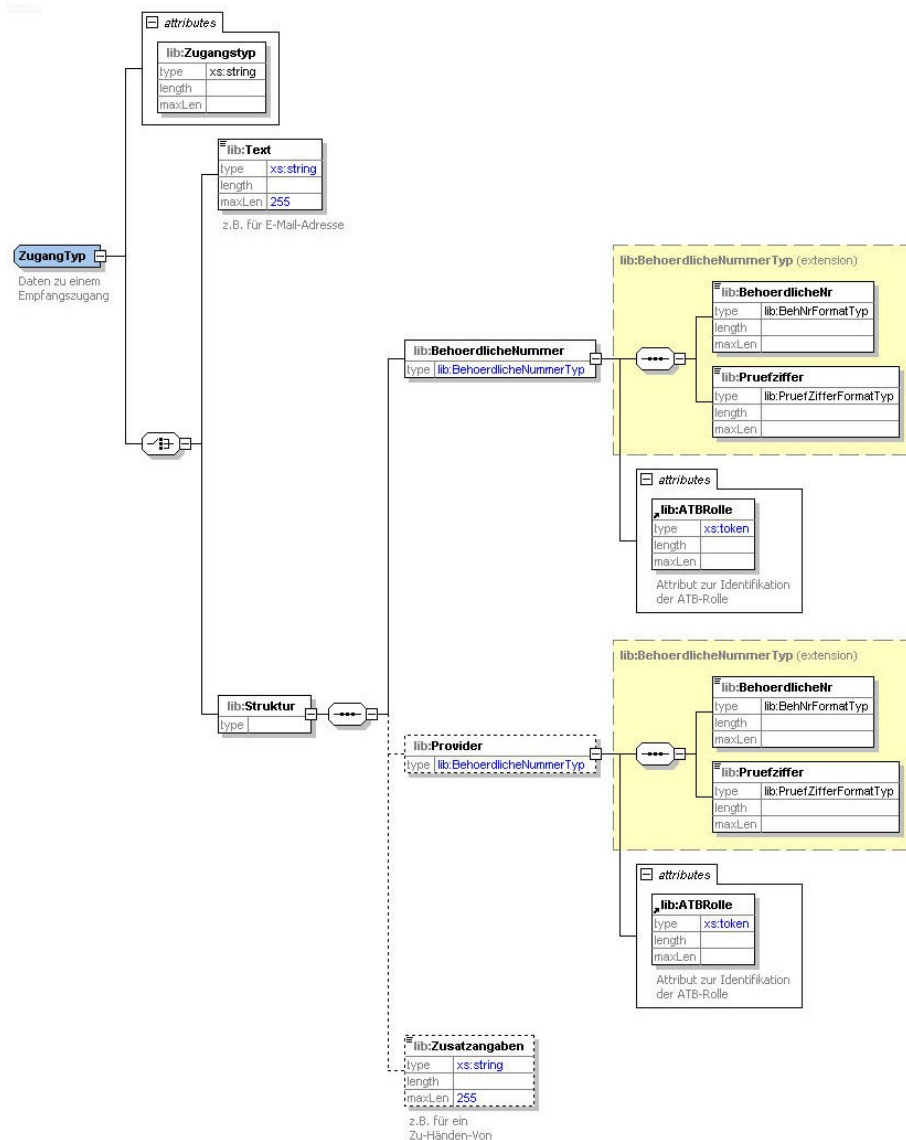 attributes
lib:Zugangstyp
type xs:string
length
maxLen
lib:Text
type xs:string
length
maxLen 255
z.B. für E-Mail-Adresse
ZugangTyp
Daten zu einem
Empfangszugang
lib:BehoerdlicheNummerTyp (extension)
lib:BehoerdlicheNr
type lib:BehNrFormatTyp
length
maxLen
lib:BehoerdlicheNummer
type lib:BehoerdlicheNummerTyp
lib:Pruefziffer
type lib:PruefZifferFormatTyp
length
maxLen
attributes
lib:ATBRolle
type xs:token
length
maxLen
Attribut zur Identifikation
der ATB-Rolle
lib:Struktur
type
lib:BehoerdlicheNummerTyp (extension)
lib:BehoerdlicheNr
type lib:BehNrFormatTyp
length
maxLen
lib:Provider
type lib:BehoerdlicheNummerTyp
lib:Pruefziffer
type lib:PruefZifferFormatTyp
length
maxLen
attributes
lib:ATBRolle
type xs:token
length
maxLen
Attribut zur Identifikation
der ATB-Rolle
lib:Zusatzangaben
type xs:string
length
maxLen 255
z.B. für ein
Zu-Händen-Von